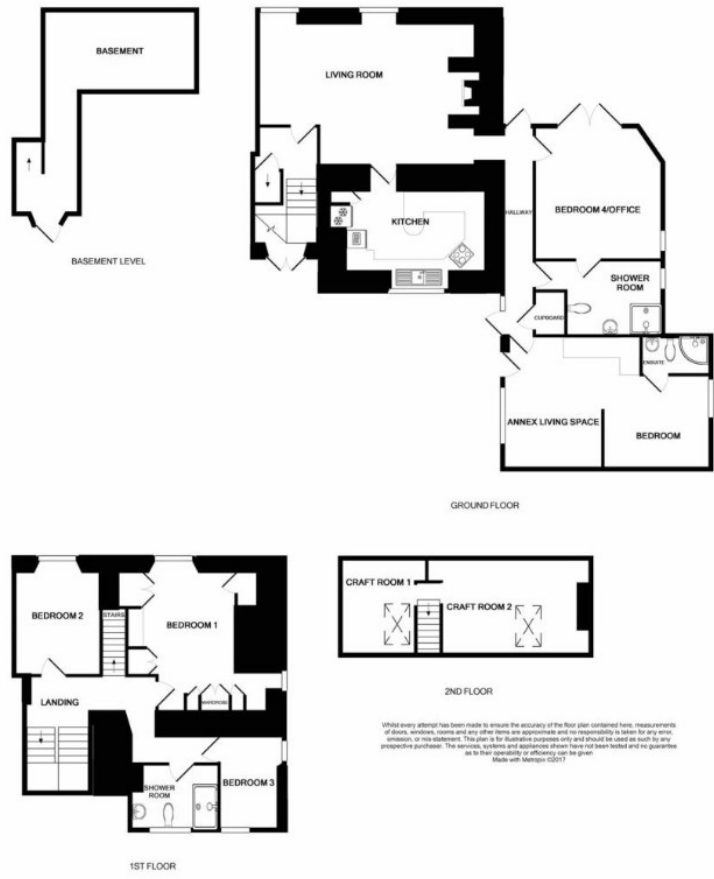 BASEMENT
BASEMENT LEVEL
LIVING ROOM
KITCHEN
HALLWAY
BEDROOM 4/OFFICE
SHOWER
ROOM
CUPBOARD
ENSUITE
ANNEX LIVING SPACE
BEDROOM
GROUND FLOOR
BEDROOM 2
STAIRS
BEDROOM 1
WARDROBE
LANDING
SHOWER
ROOM
BEDROOM 3
1ST FLOOR
CRAFT ROOM 1
CRAFT ROOM 2
2ND FLOOR
Whilst every attempt has been made to ensure the accuracy of the floor plan contained here, measurements
of doors, windows, rooms and any other items are approximate and no responsibility is taken for any error,
omission, or mis-statement. This plan is for illustrative purposes only and should be used as such by any
prospective purchaser. The services, systems and appliances shown have not been tested and no guarantee
as to their operability or efficiency can be given
Made with Metropix ©2017